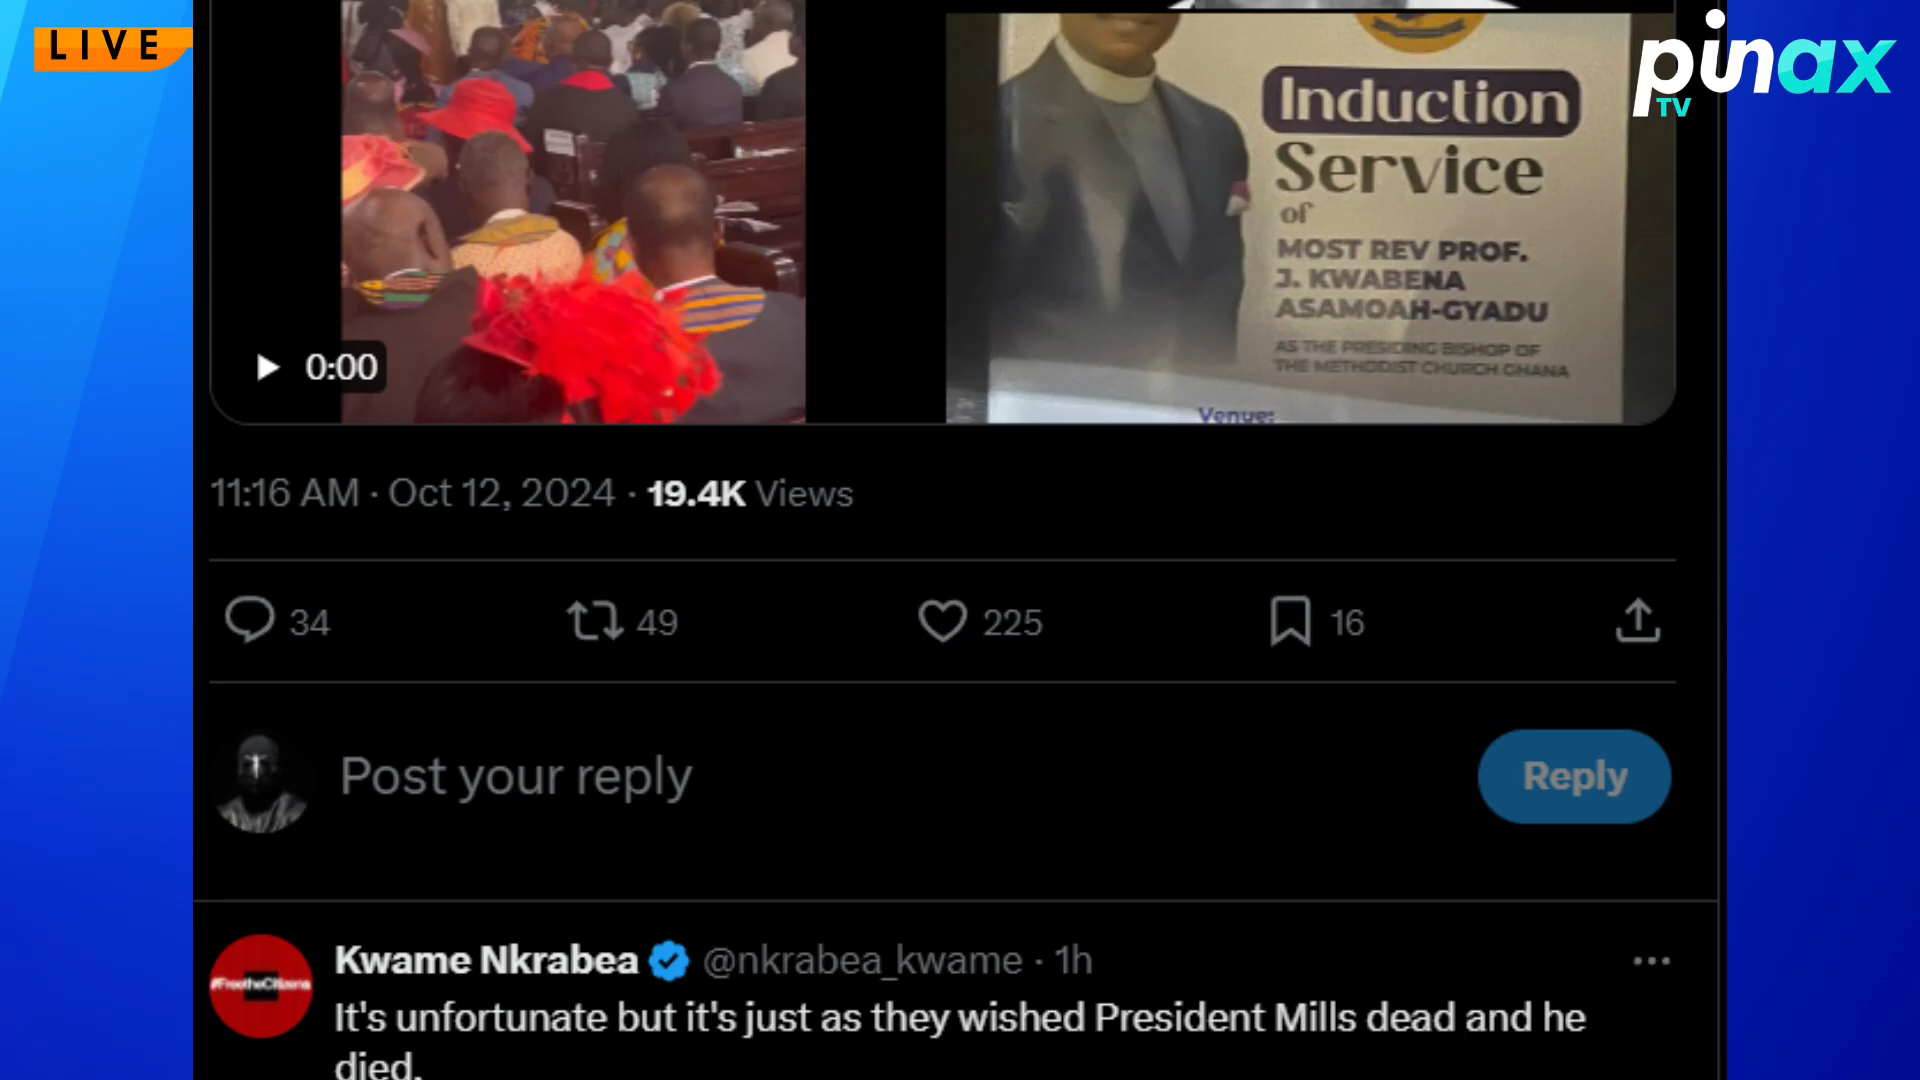 LIVE
pinax
TV
Induction
Service
of
MOST REV PROF.
J. KWABENA
ASAMOAH-GYADU
AS THE PRESIDING BISHOP OF
THE METHODIST CHURCH GHANA
Venue:
0:00
11:16 AM · Oct 12, 2024 · 19.4K Views
34 49 225 16
Post your reply
Reply
#FreetheCitizens
Kwame Nkrabea @nkrabea_kwame · 1h
It's unfortunate but it's just as they wished President Mills dead and he
died.